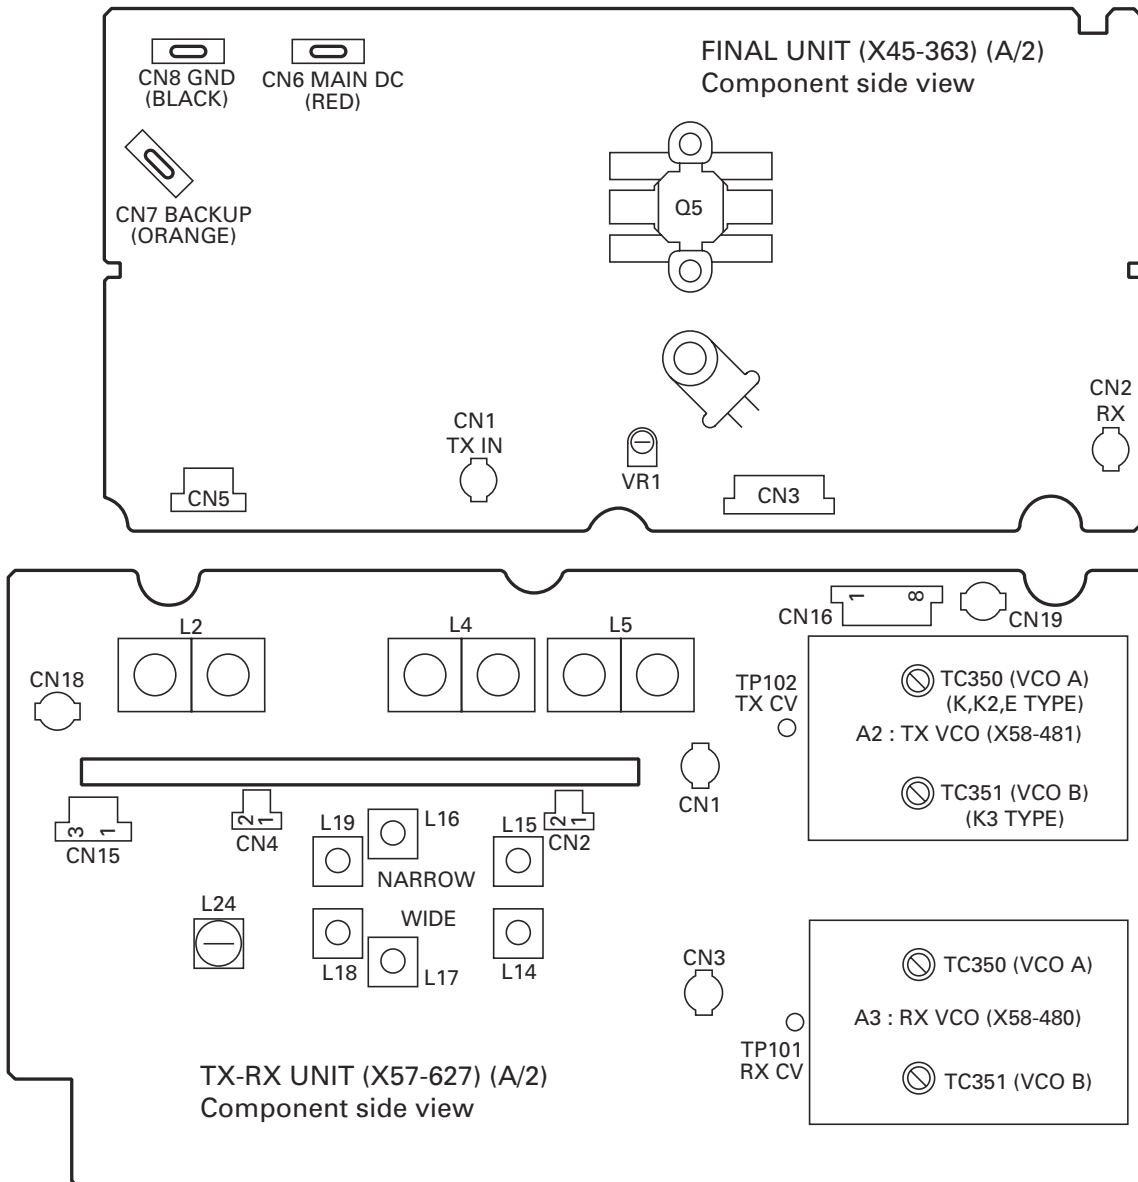 FINAL UNIT (X45-363) (A/2)
Component side view
CN8 GND
(BLACK)
CN6 MAIN DC
(RED)
CN7 BACKUP
(ORANGE)
Q5
CN2
RX
CN1
TX IN
VR1
CN5
CN3
CN16
1 8
CN19
L2
L4
L5
CN18
TP102
TX CV
TC350 (VCO A)
(K,K2,E TYPE)
A2 : TX VCO (X58-481)
TC351 (VCO B)
(K3 TYPE)
CN1
3 1
CN15
2 1
CN4
L19
L16
L15
2 1
CN2
NARROW
WIDE
L24
L18
L17
L14
CN3
TC350 (VCO A)
A3 : RX VCO (X58-480)
TP101
RX CV
TC351 (VCO B)
TX-RX UNIT (X57-627) (A/2)
Component side view